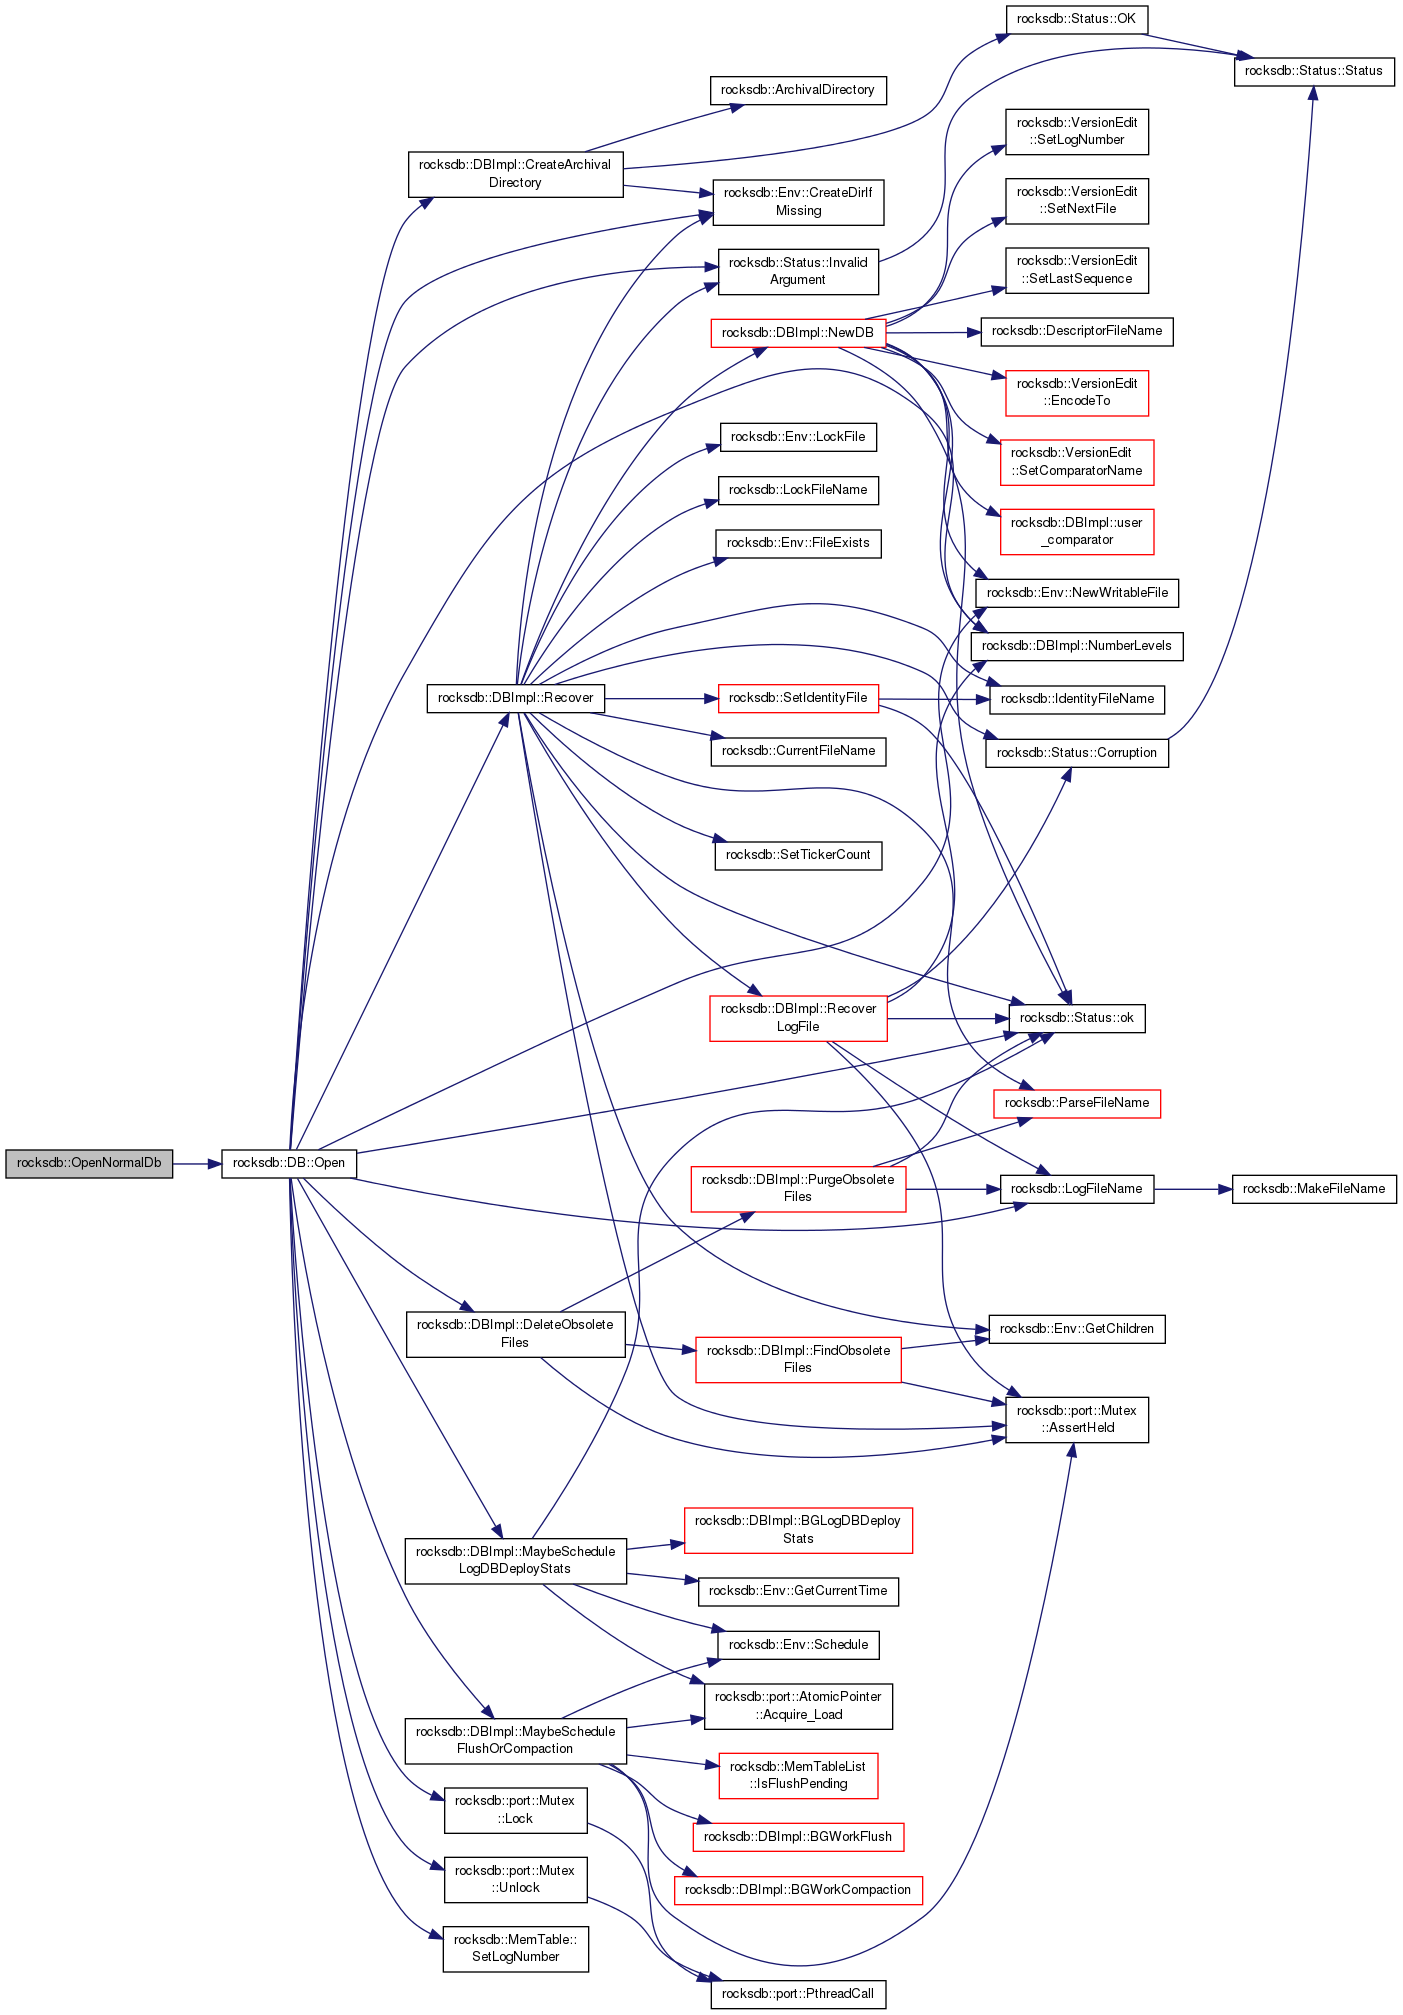 rocksdb::Status::OK
rocksdb::Status::Status
rocksdb::ArchivalDirectory
rocksdb::VersionEdit
::SetLogNumber
rocksdb::DBImpl::CreateArchival
Directory
rocksdb::Env::CreateDirIf
Missing
rocksdb::VersionEdit
::SetNextFile
rocksdb::Status::Invalid
Argument
rocksdb::VersionEdit
::SetLastSequence
rocksdb::DBImpl::NewDB
rocksdb::DescriptorFileName
rocksdb::VersionEdit
::EncodeTo
rocksdb::Env::LockFile
rocksdb::VersionEdit
::SetComparatorName
rocksdb::LockFileName
rocksdb::DBImpl::user
_comparator
rocksdb::Env::FileExists
rocksdb::Env::NewWritableFile
rocksdb::DBImpl::NumberLevels
rocksdb::DBImpl::Recover
rocksdb::SetIdentityFile
rocksdb::IdentityFileName
rocksdb::CurrentFileName
rocksdb::Status::Corruption
rocksdb::SetTickerCount
rocksdb::DBImpl::Recover
LogFile
rocksdb::Status::ok
rocksdb::ParseFileName
rocksdb::OpenNormalDb
rocksdb::DB::Open
rocksdb::DBImpl::PurgeObsolete
Files
rocksdb::LogFileName
rocksdb::MakeFileName
rocksdb::DBImpl::DeleteObsolete
Files
rocksdb::Env::GetChildren
rocksdb::DBImpl::FindObsolete
Files
rocksdb::port::Mutex
::AssertHeld
rocksdb::DBImpl::BGLogDBDeploy
Stats
rocksdb::DBImpl::MaybeSchedule
LogDBDeployStats
rocksdb::Env::GetCurrentTime
rocksdb::Env::Schedule
rocksdb::port::AtomicPointer
::Acquire_Load
rocksdb::DBImpl::MaybeSchedule
FlushOrCompaction
rocksdb::MemTableList
::IsFlushPending
rocksdb::port::Mutex
::Lock
rocksdb::DBImpl::BGWorkFlush
rocksdb::port::Mutex
::Unlock
rocksdb::DBImpl::BGWorkCompaction
rocksdb::MemTable::
SetLogNumber
rocksdb::port::PthreadCall